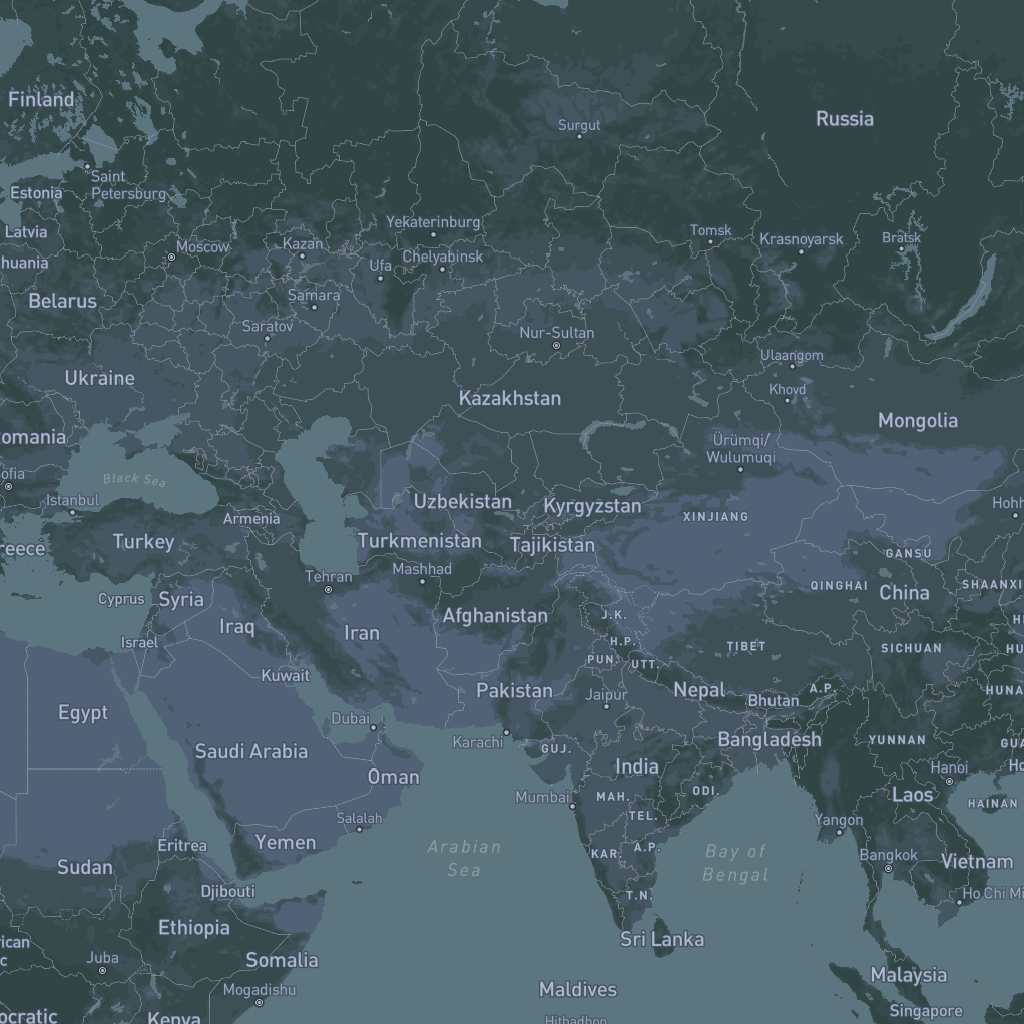 Finland
Russia
Surgut
Saint
Petersburg
Estonia
Yekaterinburg
Latvia
Tomsk
Moscow
Kazan
Krasnoyarsk
Bratsk
Chelyabinsk
huania
Ufa
Belarus
Samara
Saratov
Nur-Sultan
Ulaangom
Ukraine
Khovd
Kazakhstan
Mongolia
omania
Ürümqi/
Wulumuqi
ofia
Black Sea
Istanbul
Uzbekistan
Kyrgyzstan
Hohh
Armenia
XINJIANG
reece
Turkey
Turkmenistan
Tajikistan
GANSU
Mashhad
Tehran
QINGHAI
China
SHAANXI
Cyprus
Syria
Afghanistan
J.K.
Iraq
Iran
Israel
H.P.
TIBET
SICHUAN
HU
PUN.
UTT.
Kuwait
Pakistan
Jaipur
Nepal
A.P.
HUNA
Bhutan
Egypt
Dubai
Karachi
Bangladesh
YUNNAN
GUA
GUJ.
Saudi Arabia
India
Hanoi
Oman
ODI.
Laos
Mumbai
MAH.
HAINAN
Salalah
TEL.
Yangon
Yemen
Eritrea
Arabian
Sea
KAR.
A.P.
Bay of
Bengal
Bangkok
Vietnam
Sudan
Djibouti
T.N.
Ho Chi Mi
Ethiopia
Sri Lanka
rican
c
Juba
Somalia
Malaysia
Mogadishu
Maldives
Singapore
ocratic
Kenya
Hithadhoo